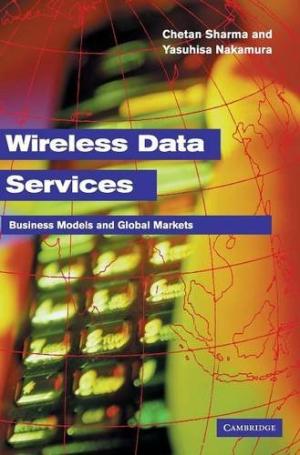 Chetan Sharma and
Yasuhisa Nakamura
Wireless Data
Services
Business Models and Global Markets
CAMBRIDGE